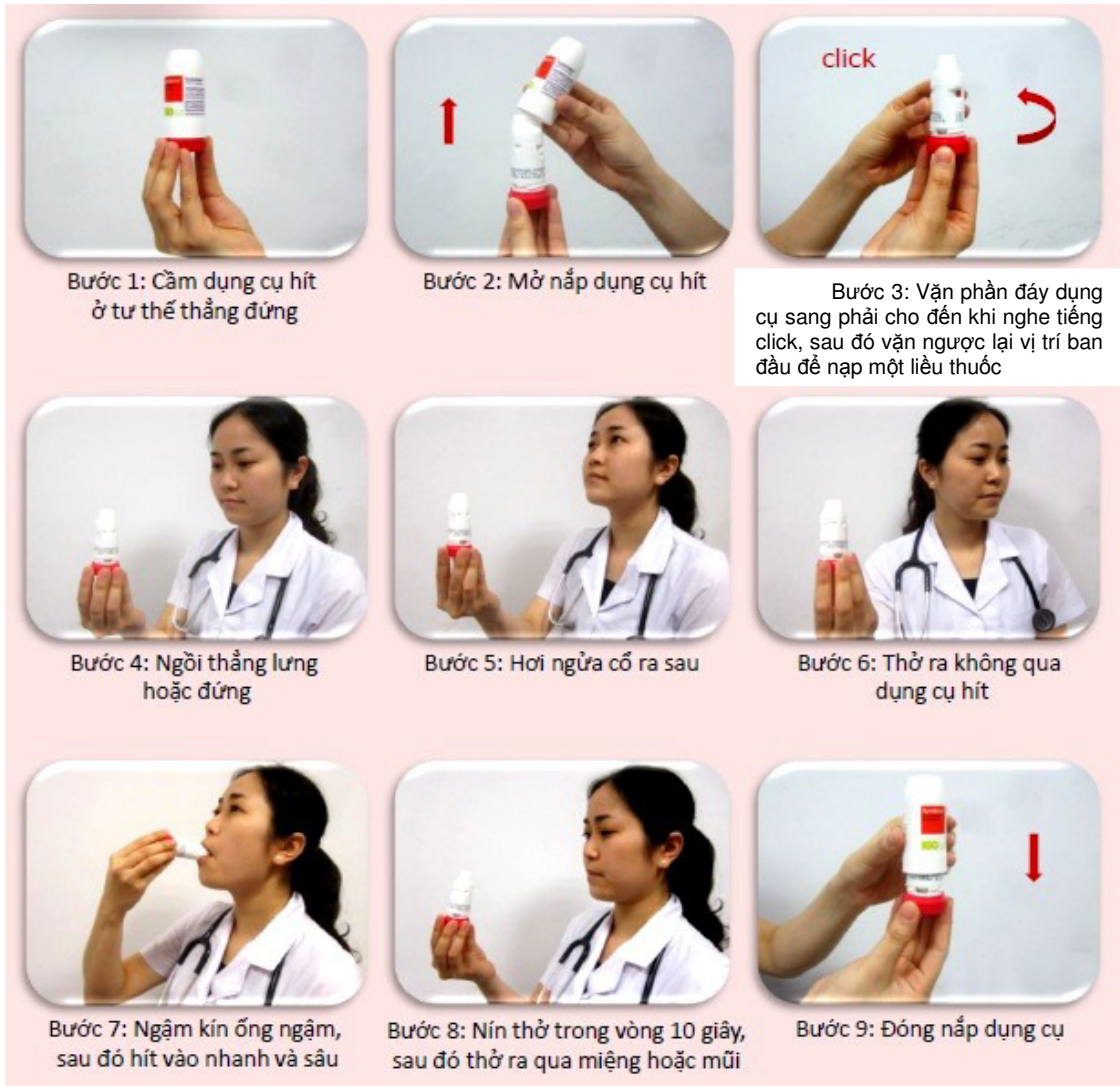 click
Bước 1: Cầm dụng cụ hít
ở tư thế thẳng đứng
Bước 2: Mở nắp dụng cụ hít
Bước 3: Vặn phần đáy dụng
cụ sang phải cho đến khi nghe tiếng
click, sau đó vặn ngược lại vị trí ban
đầu để nạp một liều thuốc
Bước 4: Ngồi thẳng lưng
hoặc đứng
Bước 5: Hơi ngửa cổ ra sau
Bước 6: Thở ra không qua
dụng cụ hít
Bước 7: Ngậm kín ống ngậm,
sau đó hít vào nhanh và sâu
Bước 8: Nín thở trong vòng 10 giây,
sau đó thở ra qua miệng hoặc mũi
Bước 9: Đóng nắp dụng cụ